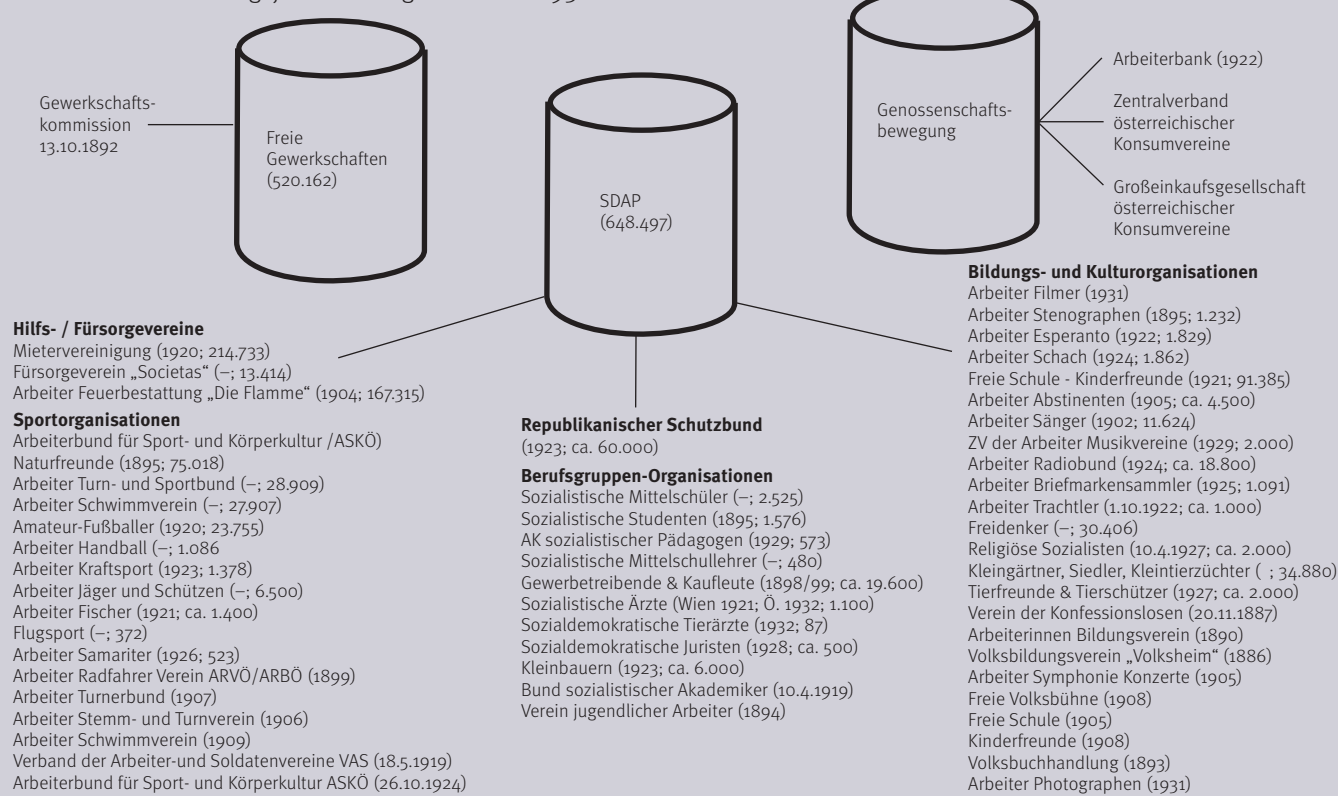 Gewerkschafts-
kommission
13.10.1892
Freie
Gewerkschaften
(520.162)
SDAP
(648.497)
Genossenschafts-
bewegung
Arbeiterbank (1922)
Zentralverband
österreichischer
Konsumvereine
Großeinkaufsgesellschaft
österreichischer
Konsumvereine
Hilfs- / Fürsorgevereine
Mietervereinigung (1920; 214.733)
Fürsorgeverein „Societas“ (–; 13.414)
Arbeiter Feuerbestattung „Die Flamme“ (1904; 167.315)
Sportorganisationen
Arbeiterbund für Sport- und Körperkultur /ASKÖ)
Naturfreunde (1895; 75.018)
Arbeiter Turn- und Sportbund (–; 28.909)
Arbeiter Schwimmverein (–; 27.907)
Amateur-Fußballer (1920; 23.755)
Arbeiter Handball (–; 1.086
Arbeiter Kraftsport (1923; 1.378)
Arbeiter Jäger und Schützen (–; 6.500)
Arbeiter Fischer (1921; ca. 1.400)
Flugsport (–; 372)
Arbeiter Samariter (1926; 523)
Arbeiter Radfahrer Verein ARVÖ/ARBÖ (1899)
Arbeiter Turnerbund (1907)
Arbeiter Stemm- und Turnverein (1906)
Arbeiter Schwimmverein (1909)
Verband der Arbeiter-und Soldatenvereine VAS (18.5.1919)
Arbeiterbund für Sport- und Körperkultur ASKÖ (26.10.1924)
Republikanischer Schutzbund
(1923; ca. 60.000)
Berufsgruppen-Organisationen
Sozialistische Mittelschüler (–; 2.525)
Sozialistische Studenten (1895; 1.576)
AK sozialistischer Pädagogen (1929; 573)
Sozialistische Mittelschullehrer (–; 480)
Gewerbetreibende & Kaufleute (1898/99; ca. 19.600)
Sozialistische Ärzte (Wien 1921; Ö. 1932; 1.100)
Sozialdemokratische Tierärzte (1932; 87)
Sozialdemokratische Juristen (1928; ca. 500)
Kleinbauern (1923; ca. 6.000)
Bund sozialistischer Akademiker (10.4.1919)
Verein jugendlicher Arbeiter (1894)
Bildungs- und Kulturorganisationen
Arbeiter Filmer (1931)
Arbeiter Stenographen (1895; 1.232)
Arbeiter Esperanto (1922; 1.829)
Arbeiter Schach (1924; 1.862)
Freie Schule - Kinderfreunde (1921; 91.385)
Arbeiter Abstinenten (1905; ca. 4.500)
Arbeiter Sänger (1902; 11.624)
ZV der Arbeiter Musikvereine (1929; 2.000)
Arbeiter Radiobund (1924; ca. 18.800)
Arbeiter Briefmarkensammler (1925; 1.091)
Arbeiter Trachtler (1.10.1922; ca. 1.000)
Freidenker (–; 30.406)
Religiöse Sozialisten (10.4.1927; ca. 2.000)
Kleingärtner, Siedler, Kleintierzüchter ( ; 34.880)
Tierfreunde & Tierschützer (1927; ca. 2.000)
Verein der Konfessionslosen (20.11.1887)
Arbeiterinnen Bildungsverein (1890)
Volksbildungsverein „Volksheim“ (1886)
Arbeiter Symphonie Konzerte (1905)
Freie Volksbühne (1908)
Freie Schule (1905)
Kinderfreunde (1908)
Volksbuchhandlung (1893)
Arbeiter Photographen (1931)